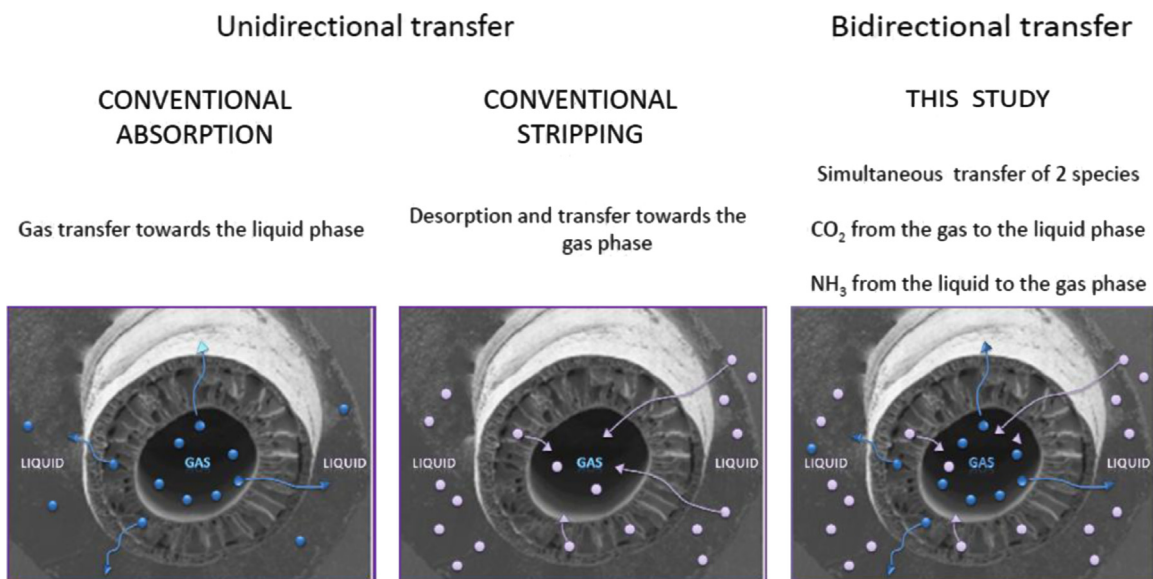 Unidirectional transfer
Bidirectional transfer
CONVENTIONAL
ABSORPTION
CONVENTIONAL
STRIPPING
THIS STUDY
Gas transfer towards the liquid phase
Desorption and transfer towards the
gas phase
Simultaneous transfer of 2 species
CO₂ from the gas to the liquid phase
NH₃ from the liquid to the gas phase
LIQUID GAS LIQUID
LIQUID GAS LIQUID
LIQUID GAS LIQUID